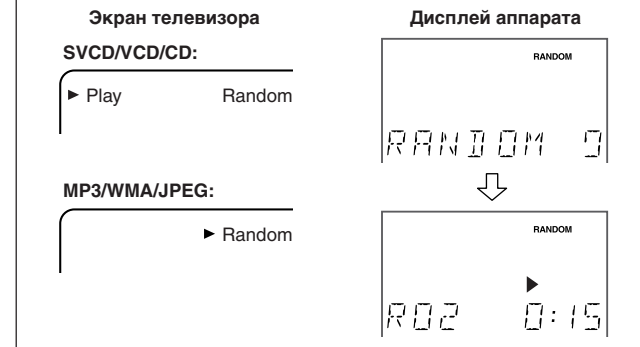 Экран телевизора
SVCD/VCD/CD:
► Play Random
MP3/WMA/JPEG:
► Random
Дисплей аппарата
RANDOM
RANDOM
RANDOM
R02 0:15